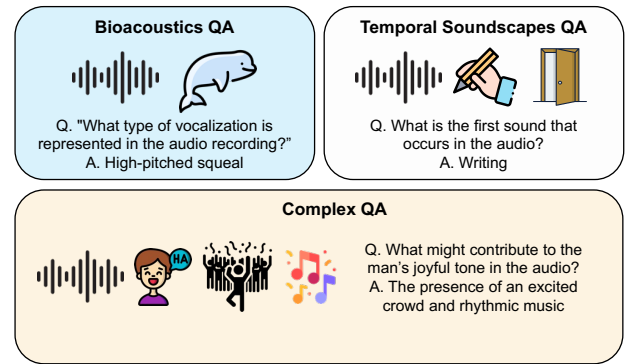 Bioacoustics QA
Q. "What type of vocalization is
represented in the audio recording?”
A. High-pitched squeal
Temporal Soundscapes QA
Q. What is the first sound that
occurs in the audio?
A. Writing
Complex QA
HA
Q. What might contribute to the
man's joyful tone in the audio?
A. The presence of an excited
crowd and rhythmic music